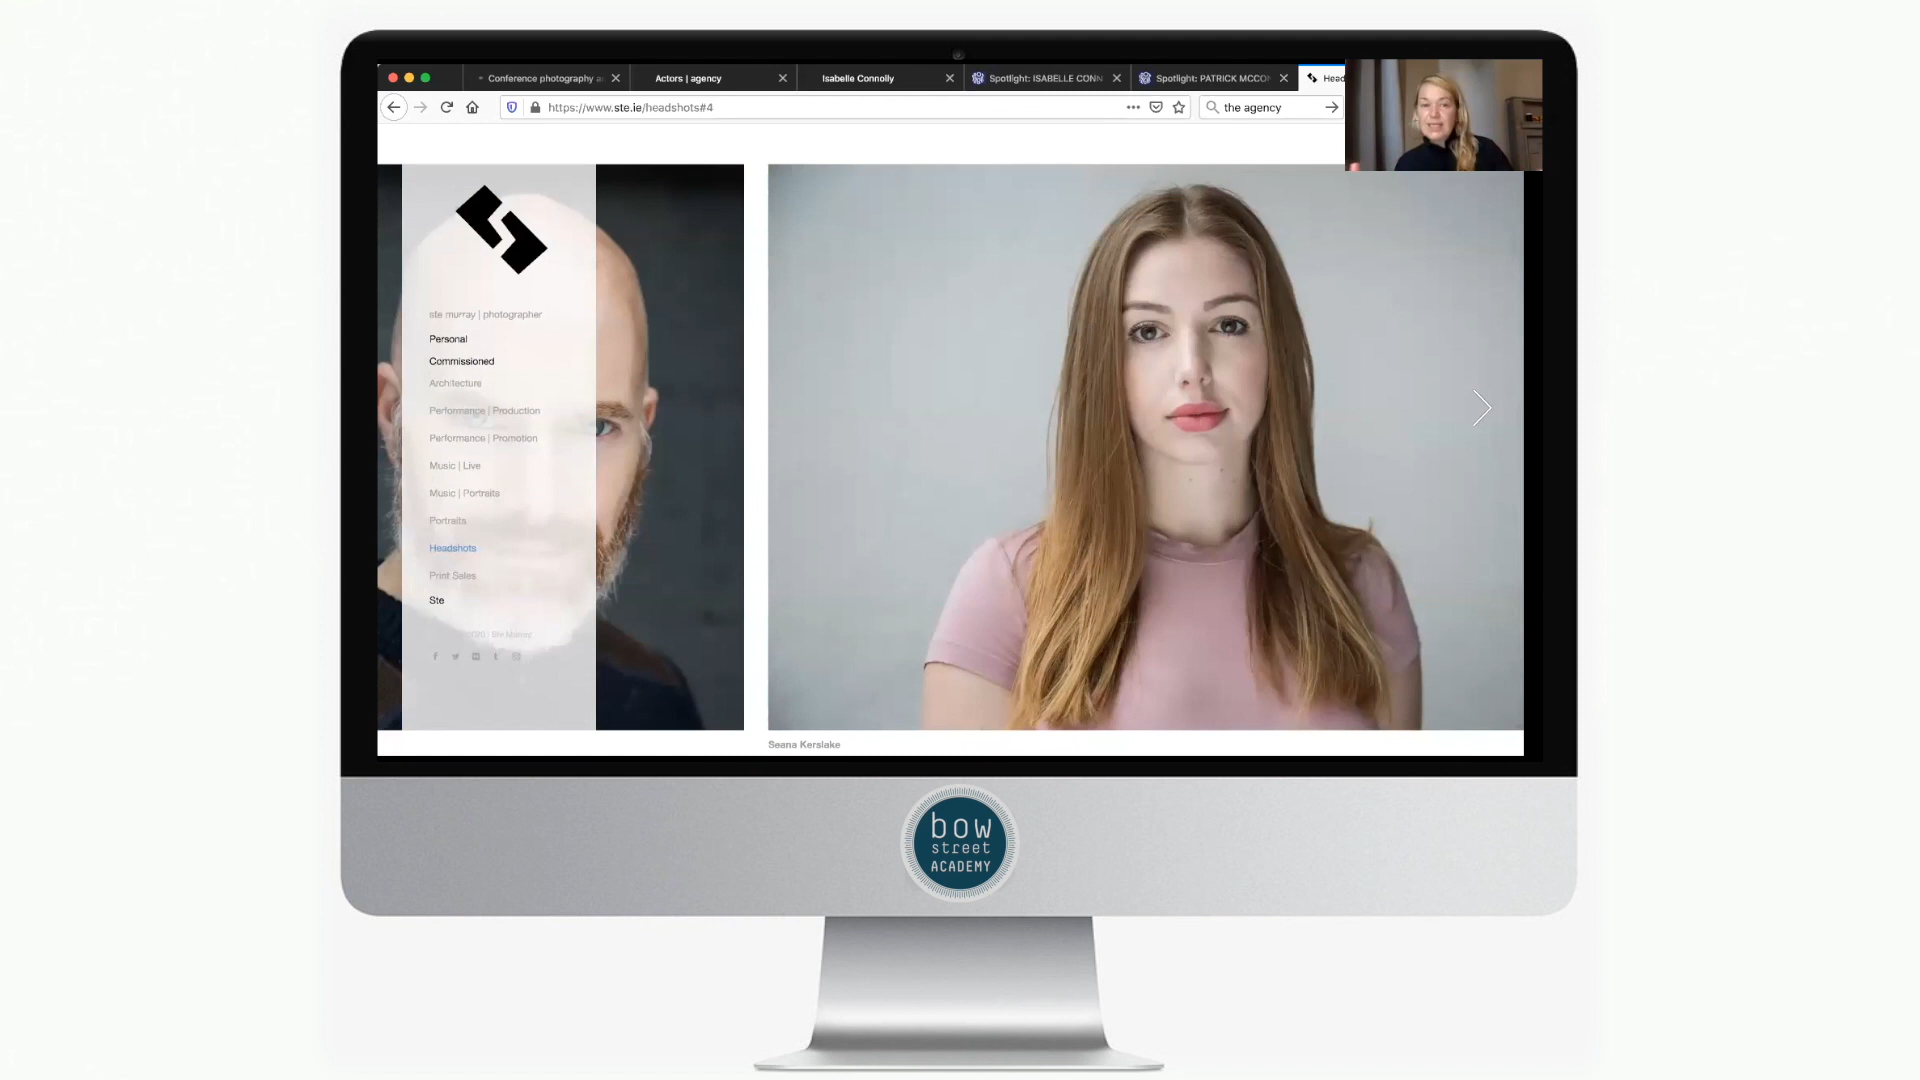 Conference photography a
Actors | agency
Isabelle Connolly
Spotlight: ISABELLE CONN
Spotlight: PATRICK MCCO
Head
https://www.ste.ie/headshots#4
the agency
ste murray | photographer
Personal
Commissioned
Architecture
Performance | Production
Performance | Promotion
Music | Live
Music | Portraits
Portraits
Headshots
Print Sales
Ste
Ste Murray
Seana Kerslake
bow
street
ACADEMY